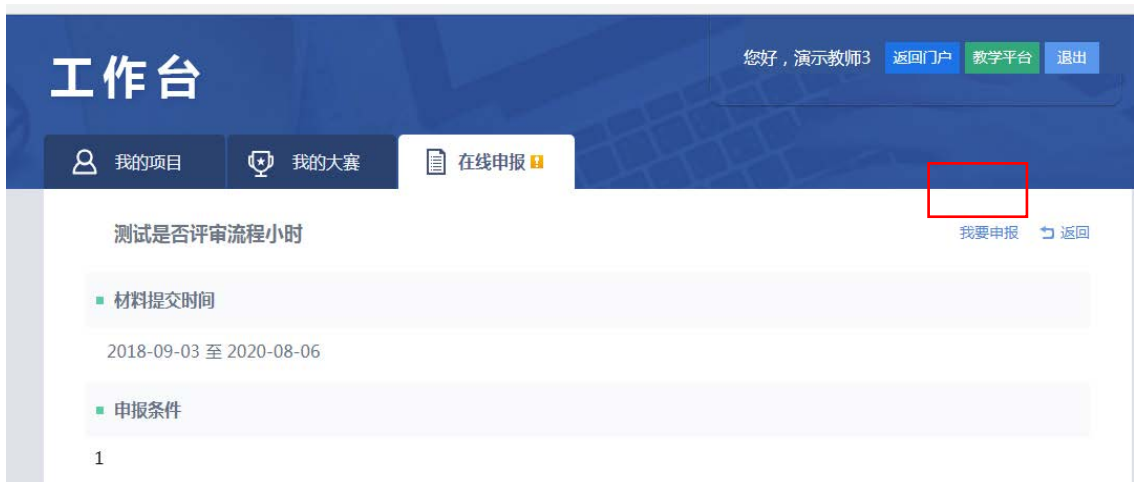 工作台
您好，演示教师3 返回门户 教学平台 退出
我的项目 我的大赛 在线申报
测试是否评审流程小时 我要申报 返回
材料提交时间
2018-09-03 至 2020-08-06
申报条件
1